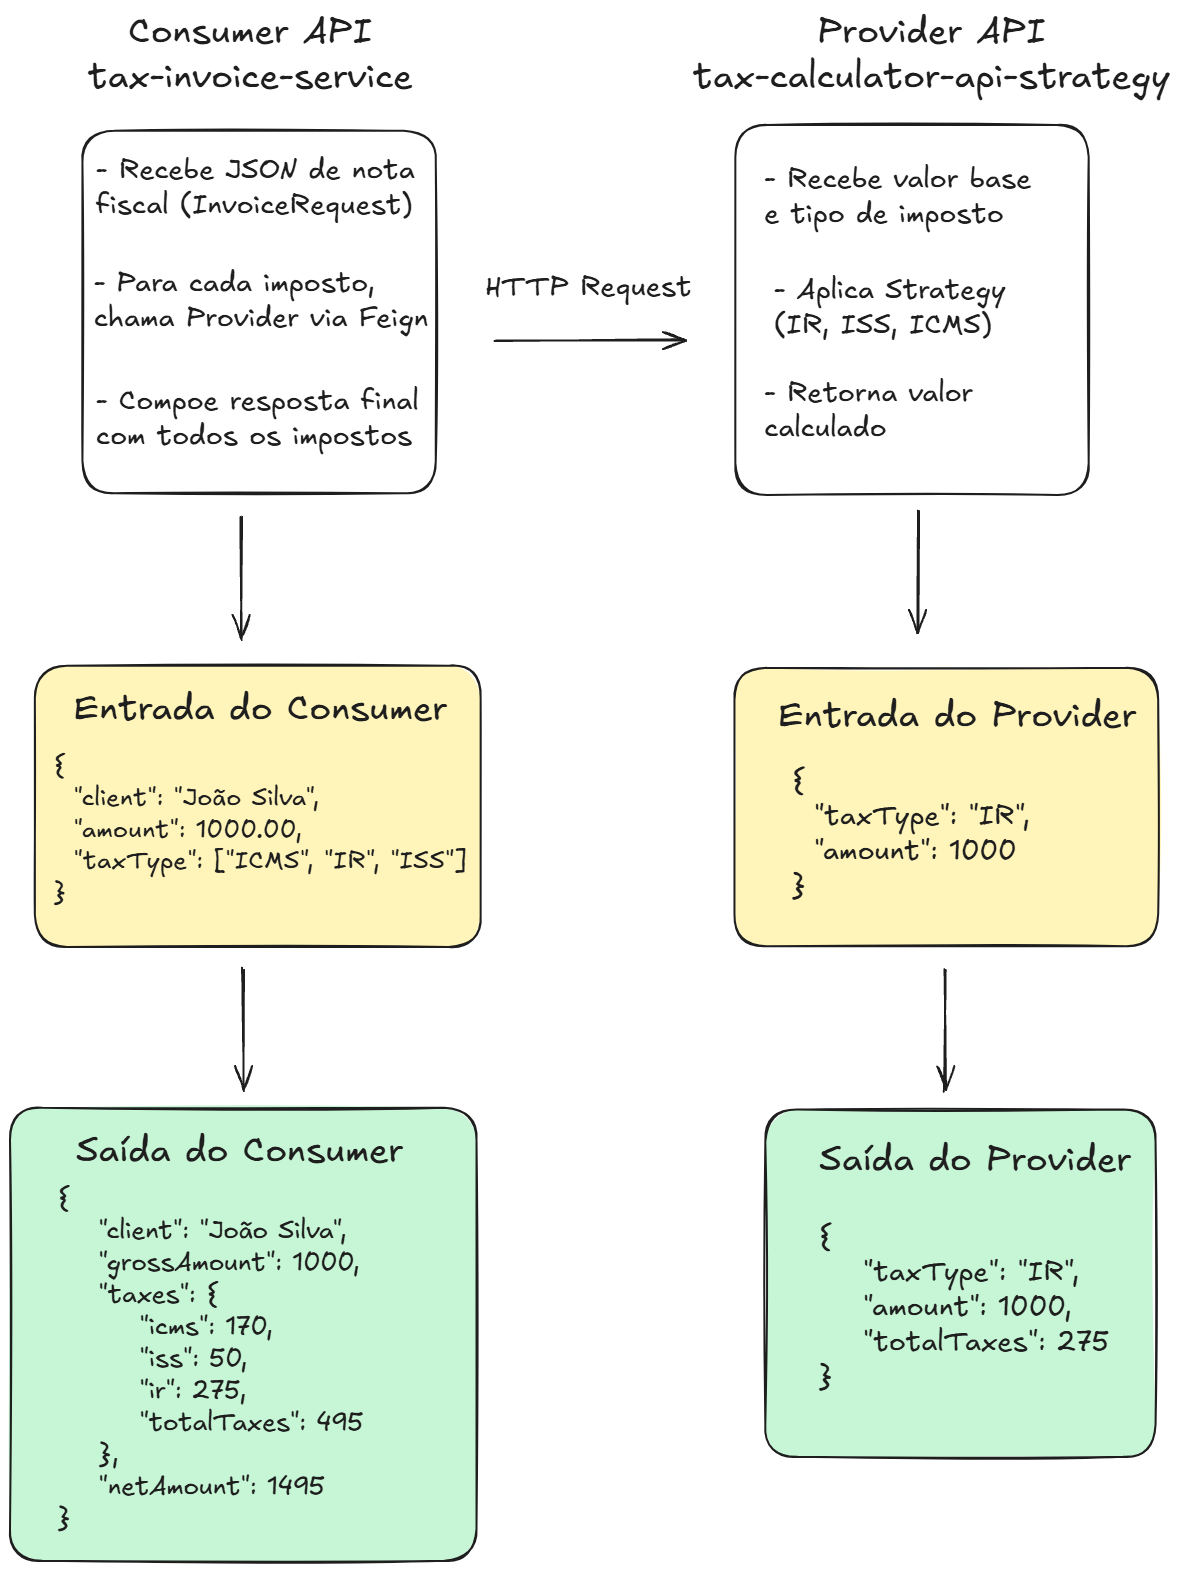 Consumer API
tax-invoice-service
- Recebe JSON de nota
fiscal (InvoiceRequest)
- Para cada imposto,
chama Provider via Feign
- Compoe resposta final
com todos os impostos
HTTP Request
Provider API
tax-calculator-api-strategy
- Recebe valor base
e tipo de imposto
- Aplica Strategy
(IR, ISS, ICMS)
- Retorna valor
calculado
Entrada do Consumer
{
"client": "João Silva",
"amount": 1000.00,
"taxType": ["ICMS", "IR", "ISS"]
}
Entrada do Provider
{
"taxType": "IR",
"amount": 1000
}
Saída do Consumer
{
"client": "João Silva",
"grossAmount": 1000,
"taxes": {
"icms": 170,
"iss": 50,
"ir": 275,
"totalTaxes": 495
},
"netAmount": 1495
}
Saída do Provider
{
"taxType": "IR",
"amount": 1000,
"totalTaxes": 275
}